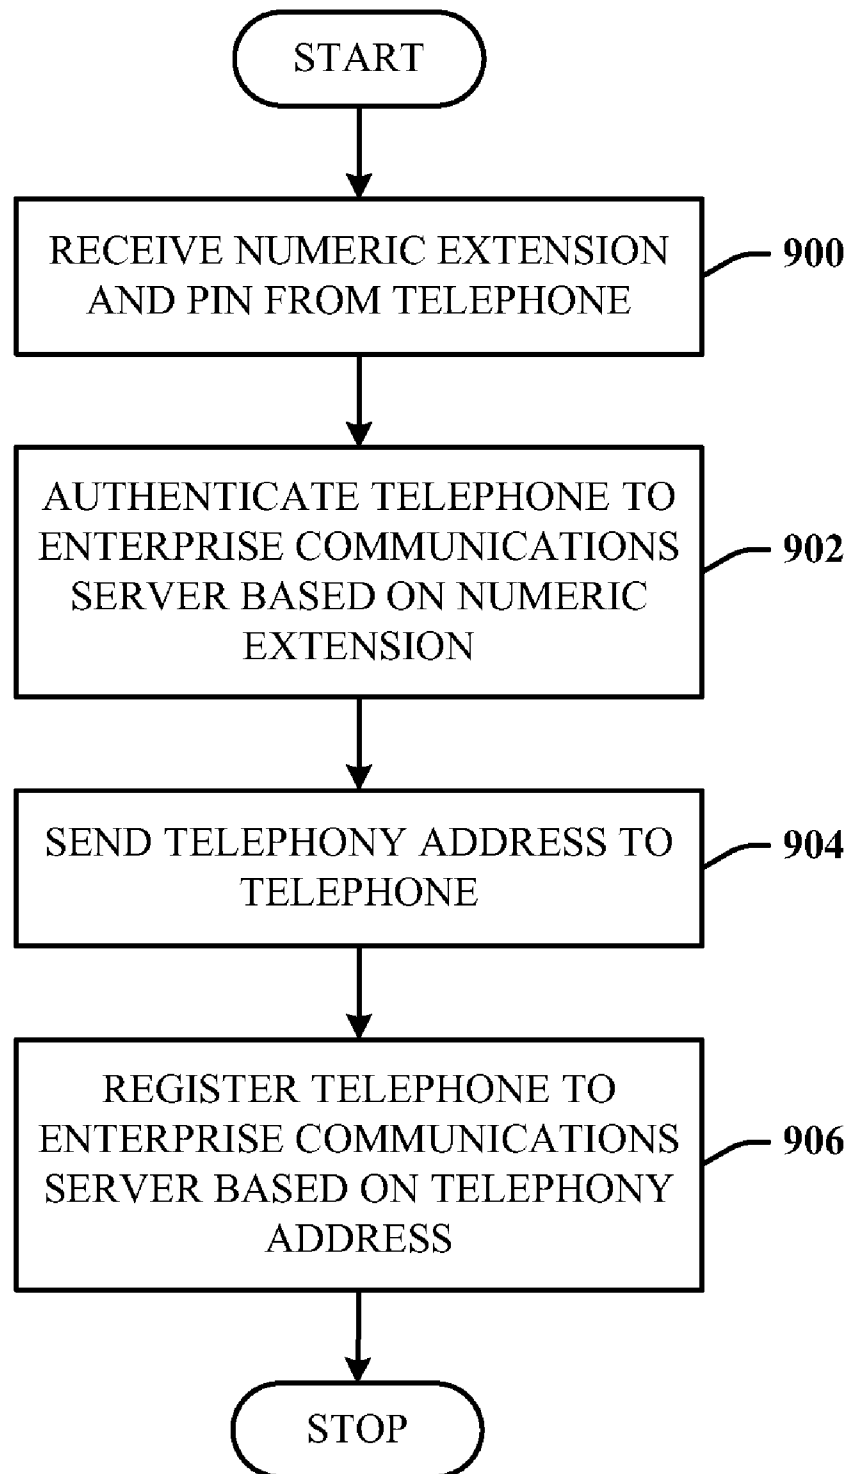 START
RECEIVE NUMERIC EXTENSION
AND PIN FROM TELEPHONE
900
AUTHENTICATE TELEPHONE TO
ENTERPRISE COMMUNICATIONS
SERVER BASED ON NUMERIC
EXTENSION
902
SEND TELEPHONY ADDRESS TO
TELEPHONE
904
REGISTER TELEPHONE TO
ENTERPRISE COMMUNICATIONS
SERVER BASED ON TELEPHONY
ADDRESS
906
STOP